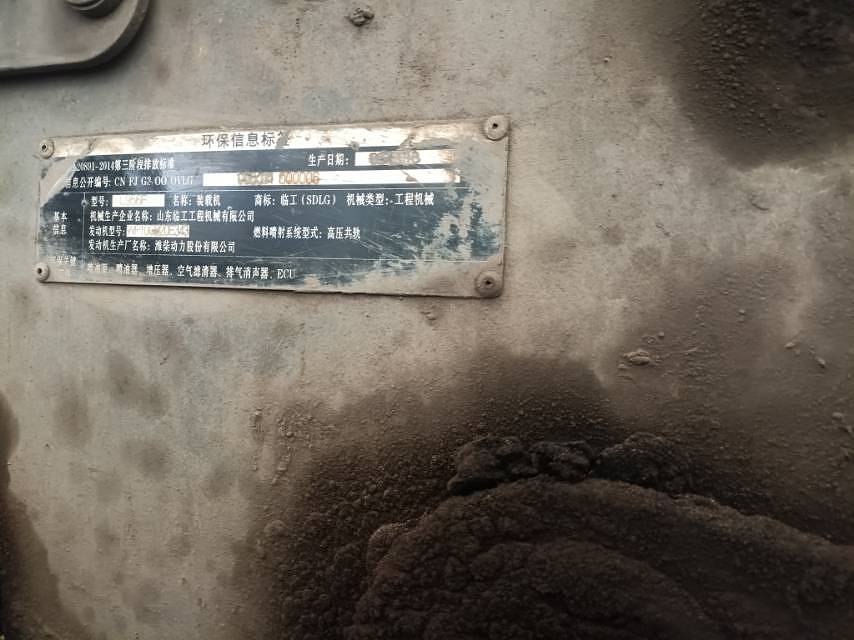 环保信息标签
20891-2014第三阶段排放标准 生产日期:
信息公开编号: CN FJ G3 OO OYLG 000006
型号: 名称: 装载机 商标: 临工(SDLG) 机械类型: 工程机械
基本 机械生产企业名称: 山东临工工程机械有限公司
信息 发动机型号: 燃料喷射系统型式: 高压共轨
发动机生产厂名称: 潍柴动力股份有限公司
喷油器、增压器、空气滤清器、排气消声器、ECU